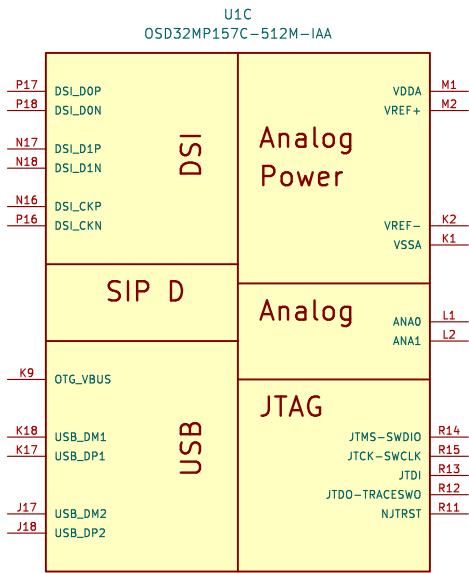 U1C
OSD32MP157C-512M-IAA
P17 DSI_D0P
P18 DSI_D0N
N17 DSI_D1P
N18 DSI_D1N
N16 DSI_CKP
P16 DSI_CKN
DSI
SIP D
K9 OTG_VBUS
K18 USB_DM1
K17 USB_DP1
J17 USB_DM2
J18 USB_DP2
USB
Analog
Power
VDDA M1
VREF+ M2
VREF- K2
VSSA K1
Analog
ANA0 L1
ANA1 L2
JTAG
JTMS-SWDIO R14
JTCK-SWCLK R15
JTDI R13
JTDO-TRACESWO R12
NJTRST R11